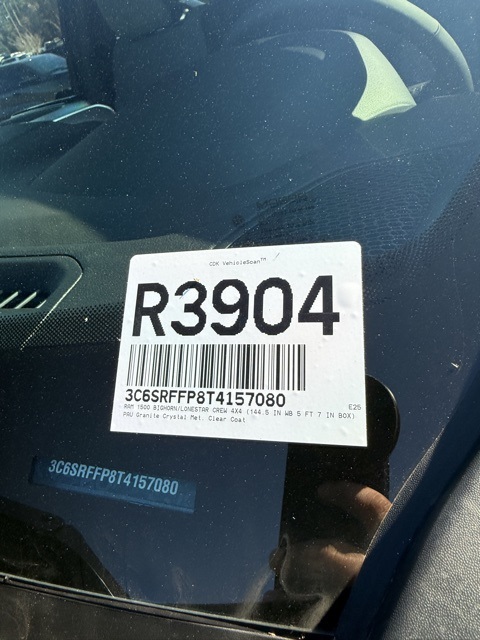 CDK VehicleScan™
R3904
3C6SRFFP8T4157080
RAM 1500 BIGHORN/LONESTAR CREW 4X4 (144.5 IN WB 5 FT 7 IN BOX)
E25
PAU Granite Crystal Met. Clear Coat
3C6SRFFP8T4157080